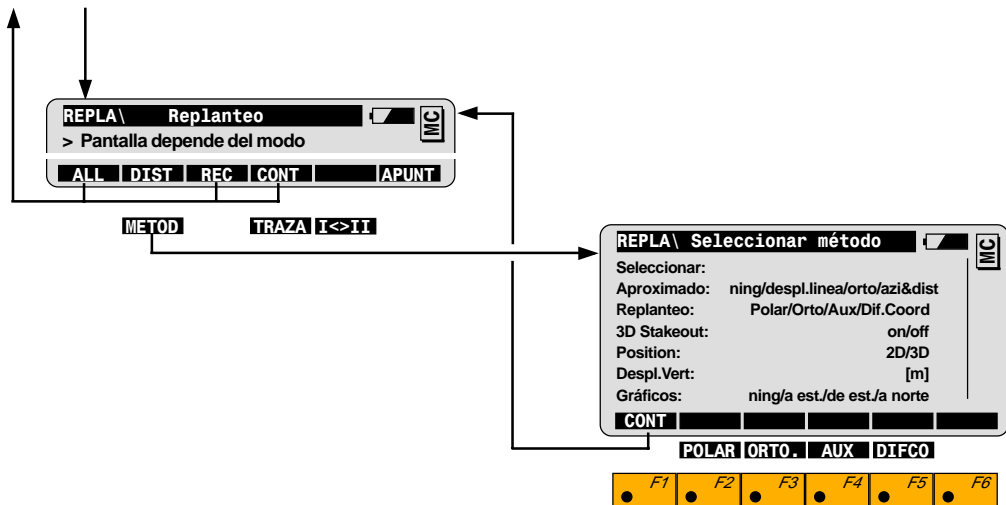 REPLA\ Replanteo
MC
> Pantalla depende del modo
ALL DIST REC CONT APUNT
METOD TRAZA I<>II
REPLA\ Seleccionar método
MC
Seleccionar:
Aproximado: ning/despl.linea/orto/azi&dist
Replanteo: Polar/Orto/Aux/Dif.Coord
3D Stakeout: on/off
Position: 2D/3D
Despl.Vert: [m]
Gráficos: ning/a est./de est./a norte
CONT
POLAR ORTO. AUX DIFCO
F1 F2 F3 F4 F5 F6